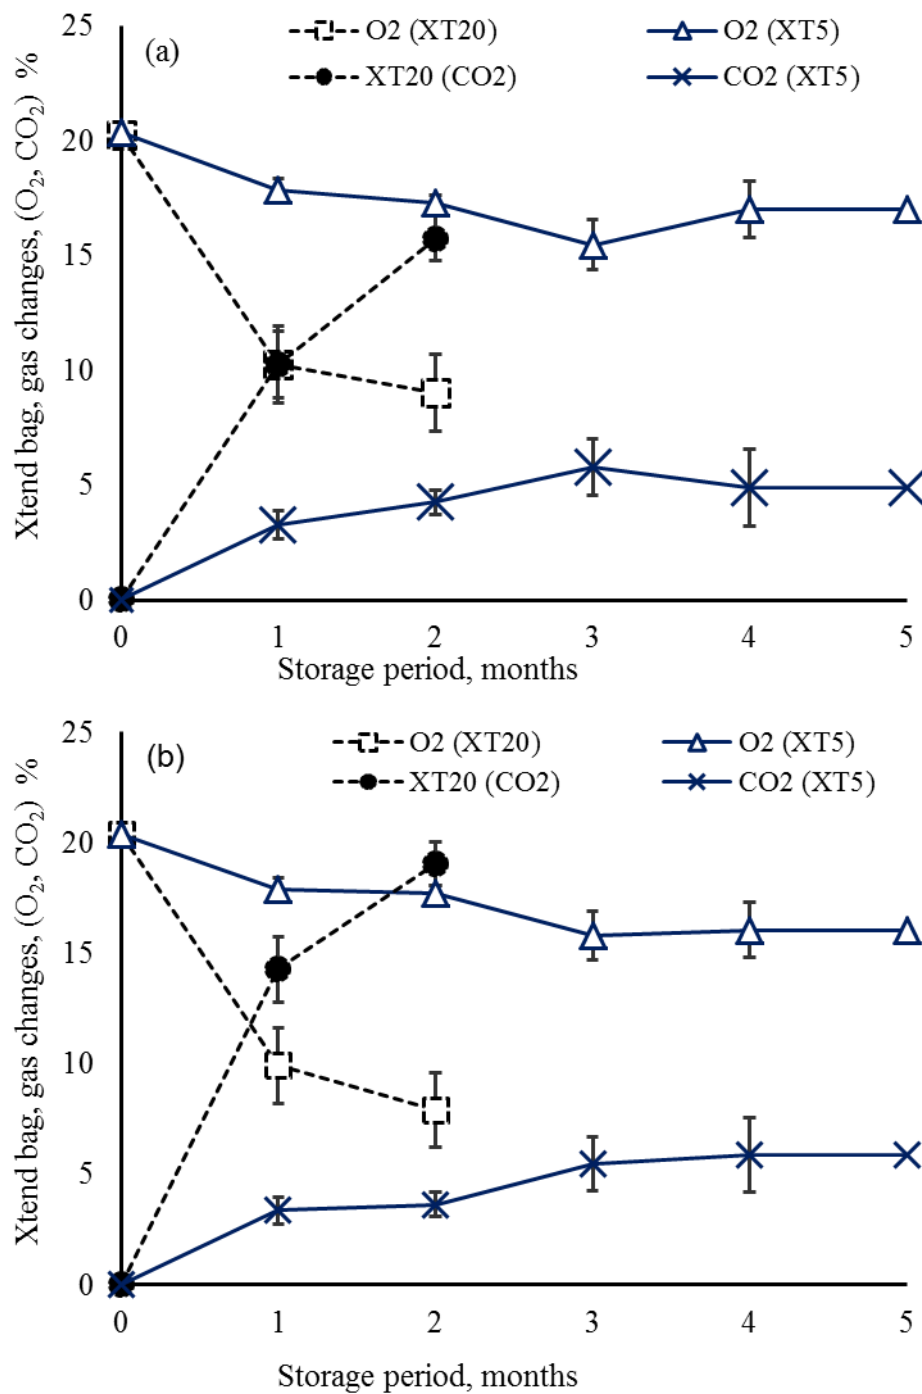 Xtend bag, gas changes, (O₂, CO₂) %
(a)
O2 (XT20)
O2 (XT5)
XT20 (CO2)
CO2 (XT5)
25
20
15
10
5
0
0 1 2 3 4 5
Storage period, months
Xtend bag, gas changes, (O₂, CO₂) %
(b)
O2 (XT20)
O2 (XT5)
XT20 (CO2)
CO2 (XT5)
25
20
15
10
5
0
0 1 2 3 4 5
Storage period, months